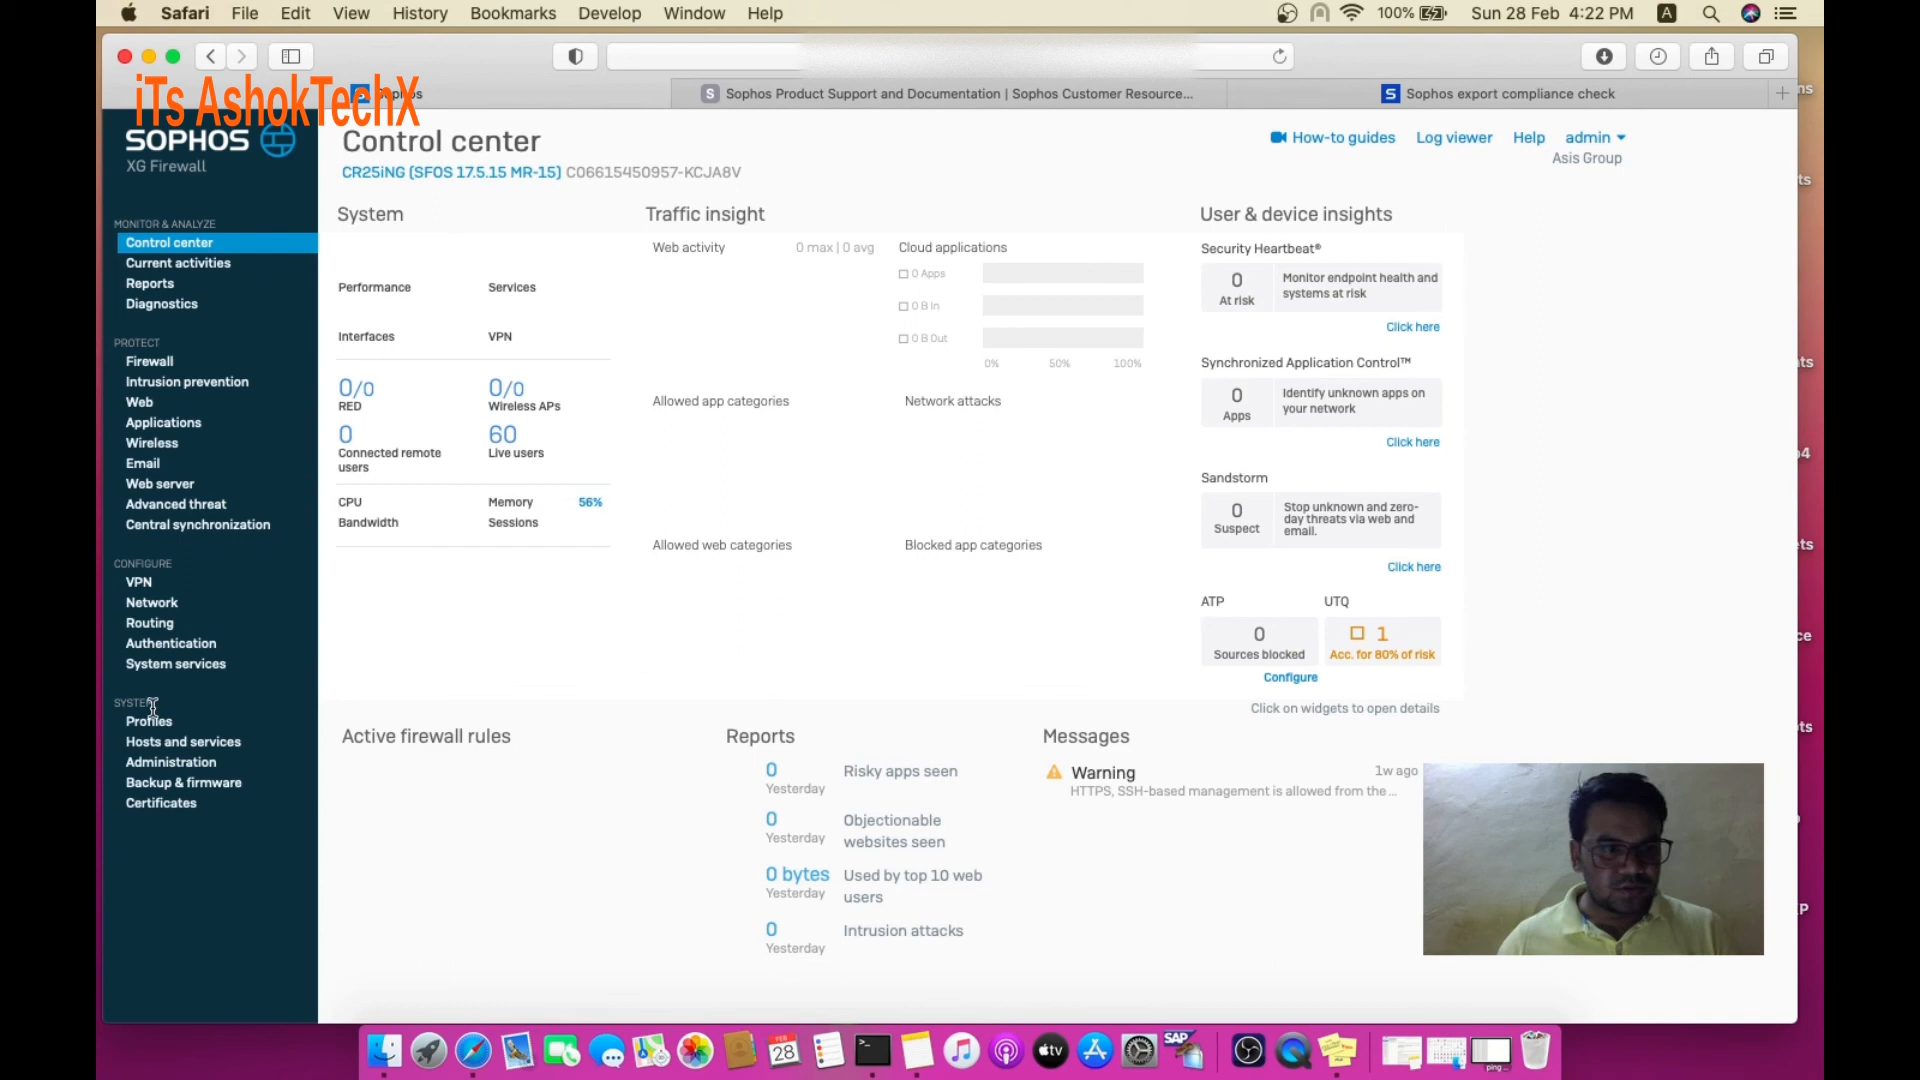 Safari File Edit View History Bookmarks Develop Window Help
100% Sun 28 Feb 4:22 PM A
iTs AshokTechX
Sophos Product Support and Documentation | Sophos Customer Resource...
Sophos export compliance check
SOPHOS
XG Firewall
MONITOR & ANALYZE
Control center
Current activities
Reports
Diagnostics
PROTECT
Firewall
Intrusion prevention
Web
Applications
Wireless
Email
Web server
Advanced threat
Central synchronization
CONFIGURE
VPN
Network
Routing
Authentication
System services
SYSTEM
Profiles
Hosts and services
Administration
Backup & firmware
Certificates
Control center
CR25iNG (SFOS 17.5.15 MR-15) C06615450957-KCJA8V
How-to guides Log viewer Help admin
Asis Group
System
Performance Services
Interfaces VPN
0/0 0/0
RED Wireless APs
0 60
Connected remote users Live users
CPU Memory 56%
Bandwidth Sessions
Traffic insight
Web activity 0 max | 0 avg
Cloud applications
0 Apps
0 B In
0 B Out
0% 50% 100%
Allowed app categories Network attacks
Allowed web categories Blocked app categories
User & device insights
Security Heartbeat®
0
At risk
Monitor endpoint health and
systems at risk
Click here
Synchronized Application Control™
0
Apps
Identify unknown apps on
your network
Click here
Sandstorm
0
Suspect
Stop unknown and zero-
day threats via web and
email.
Click here
ATP UTQ
0 1
Sources blocked Acc. for 80% of risk
Configure
Click on widgets to open details
Active firewall rules
Reports
0 Risky apps seen
Yesterday
0 Objectionable
Yesterday websites seen
0 bytes Used by top 10 web
Yesterday users
0 Intrusion attacks
Yesterday
Messages
Warning 1w ago
HTTPS, SSH-based management is allowed from the...
FEB
28
tv
SAP
ping...